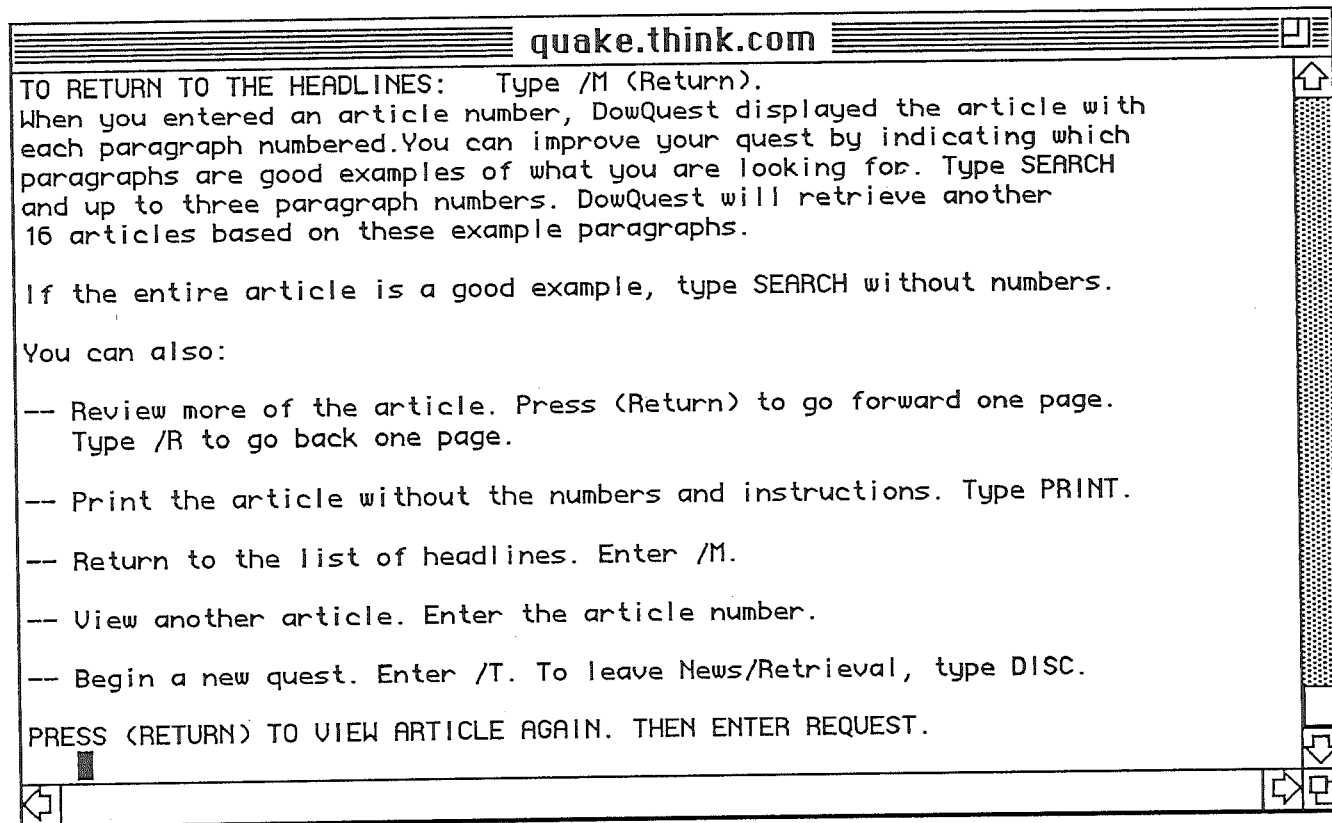 quake.think.com
TO RETURN TO THE HEADLINES:   Type /M (Return).
When you entered an article number, DowQuest displayed the article with
each paragraph numbered.You can improve your quest by indicating which
paragraphs are good examples of what you are looking for. Type SEARCH
and up to three paragraph numbers. DowQuest will retrieve another
16 articles based on these example paragraphs.
If the entire article is a good example, type SEARCH without numbers.
You can also:
-- Review more of the article. Press (Return) to go forward one page.
Type /R to go back one page.
-- Print the article without the numbers and instructions. Type PRINT.
-- Return to the list of headlines. Enter /M.
-- View another article. Enter the article number.
-- Begin a new quest. Enter /T. To leave News/Retrieval, type DISC.
PRESS (RETURN) TO VIEW ARTICLE AGAIN. THEN ENTER REQUEST.